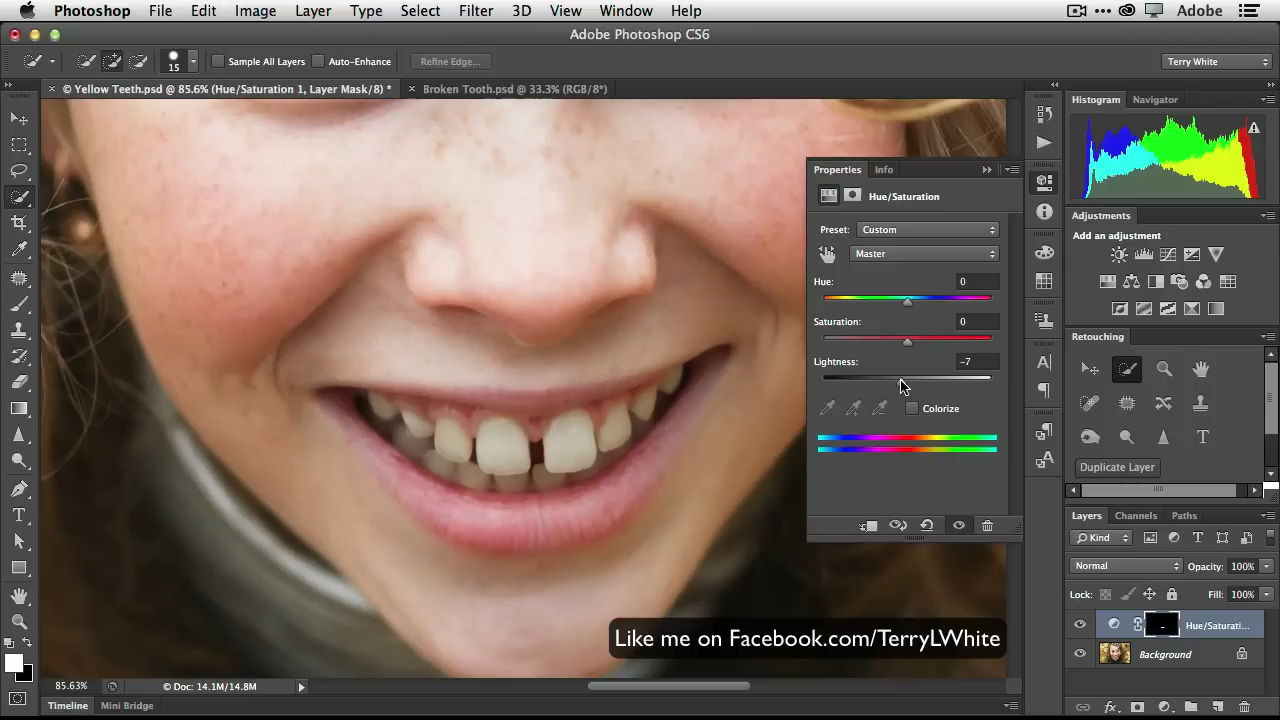 Photoshop File Edit Image Layer Type Select Filter 3D View Window Help Adobe
Adobe Photoshop CS6
15 Sample All Layers Auto-Enhance Refine Edge... Terry White
© Yellow Teeth.psd @ 85.6% (Hue/Saturation 1, Layer Mask/8) * Broken Tooth.psd @ 33.3% (RGB/8*)
Histogram Navigator
Properties Info
Hue/Saturation
Preset: Custom
Master
Hue: 0
Saturation: 0
Lightness: -7
Colorize
Adjustments
Add an adjustment
Retouching
Duplicate Layer
Layers Channels Paths
Kind
Normal Opacity: 100%
Lock: Fill: 100%
Hue/Saturati...
Background
Like me on Facebook.com/TerryLWhite
85.63% © Doc: 14.1M/14.8M
Timeline Mini Bridge